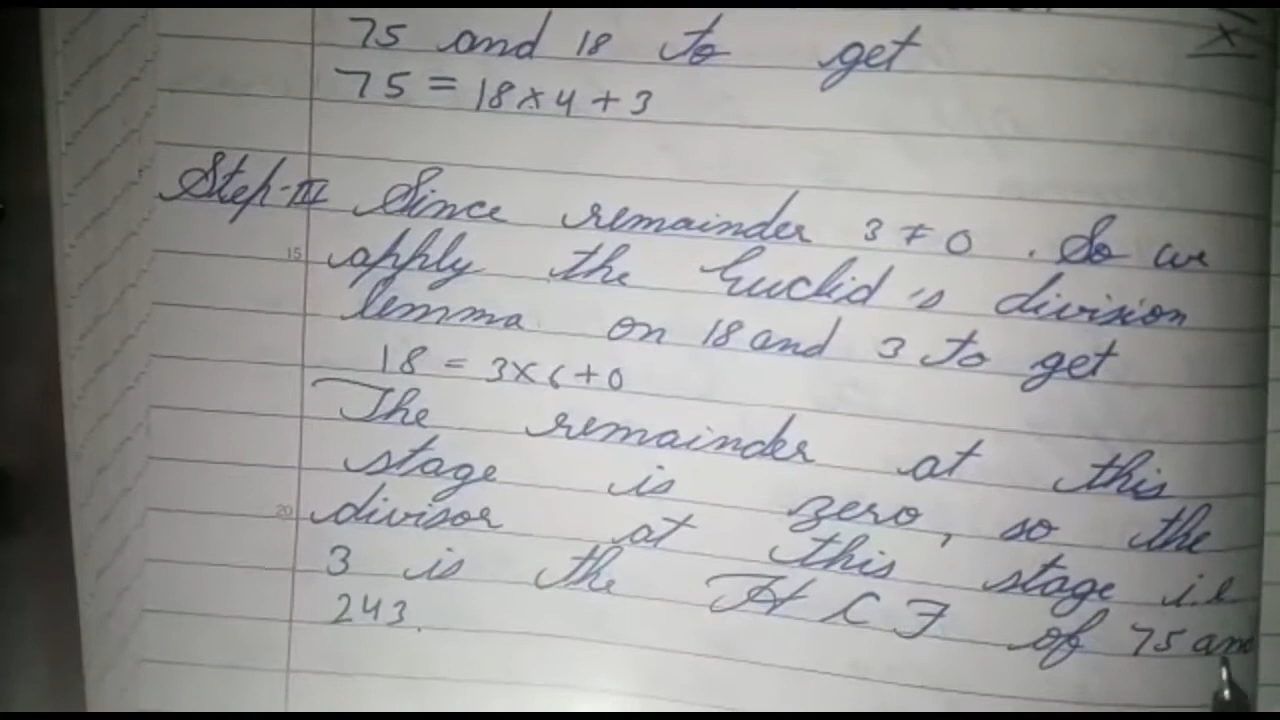 75 and 18 to get
75 = 18 x 4 + 3
x
Step-III Since remainder 3 ≠ 0. So we
15 apply the Euclid's division
lemma on 18 and 3 to get
18 = 3 x 6 + 0
The remainder at this
stage is zero, so the
20 divisor at this stage i.e
3 is the HCF of 75 and
243.